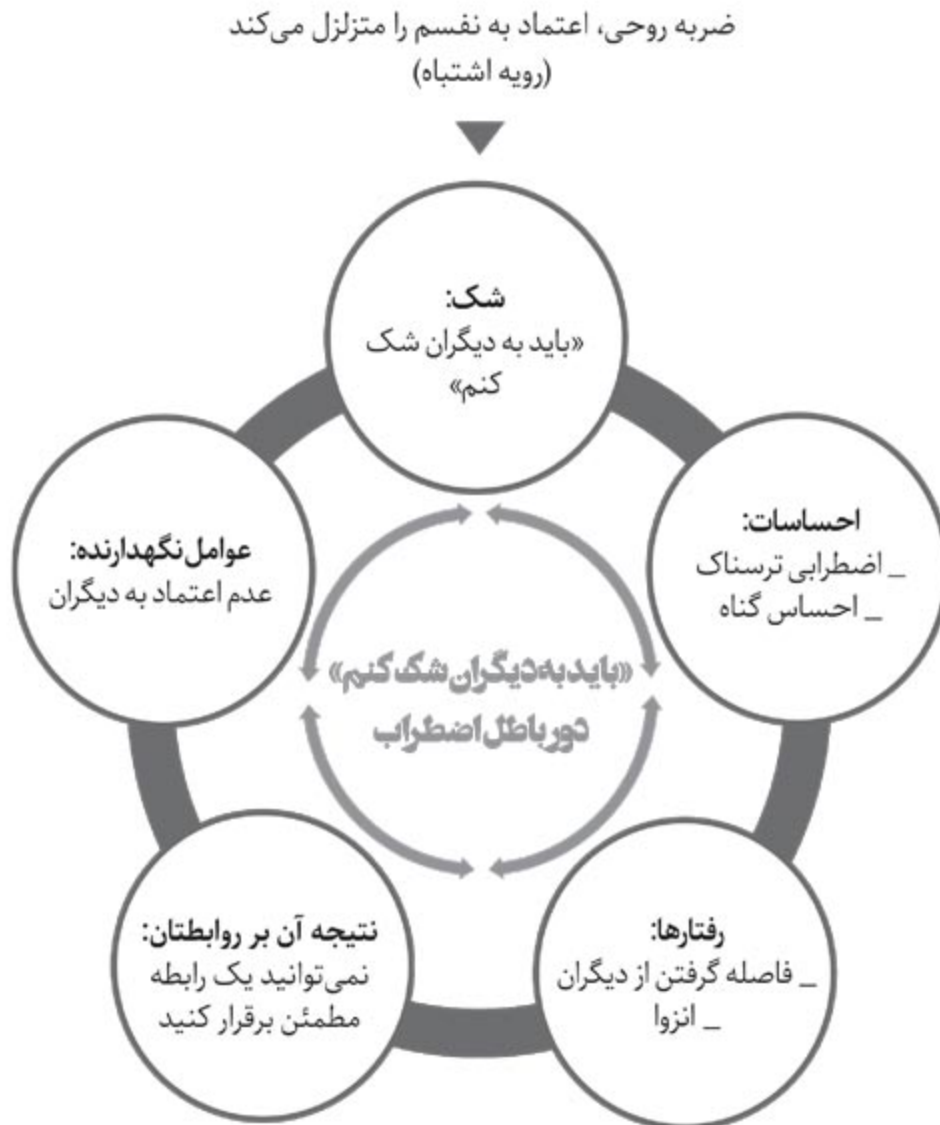 ضربه روحی، اعتماد به نفسم را متزلزل می‌کند
(رویه اشتباه)
شک:
«باید به دیگران شک
کنم»
احساسات:
_ اضطرابی ترسناک
_ احساس گناه
رفتارها:
_ فاصله گرفتن از دیگران
_ انزوا
نتیجه آن بر روابطتان:
نمی‌توانید یک رابطه
مطمئن برقرار کنید
عوامل نگهدارنده:
عدم اعتماد به دیگران
«باید به دیگران شک کنم»
دور باطل اضطراب